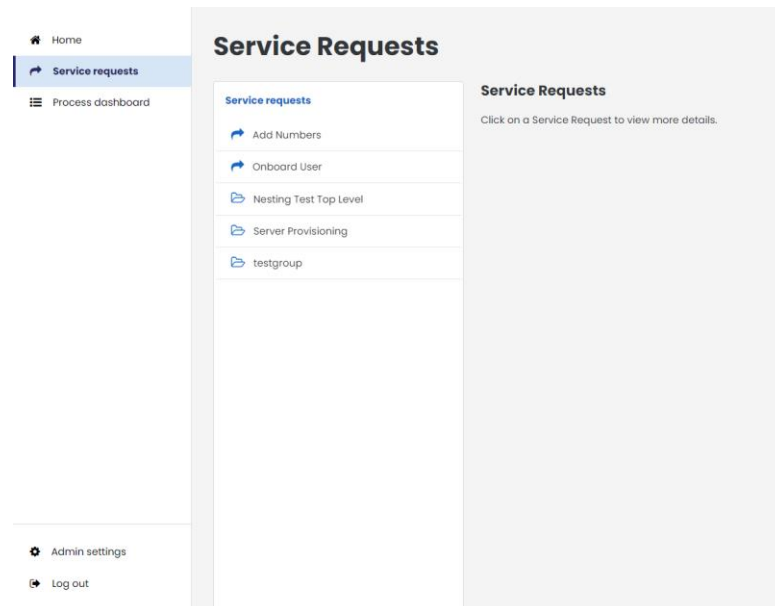 Home
Service requests
Process dashboard
Admin settings
Log out
Service Requests
Service requests
Add Numbers
Onboard User
Nesting Test Top Level
Server Provisioning
testgroup
Service Requests
Click on a Service Request to view more details.